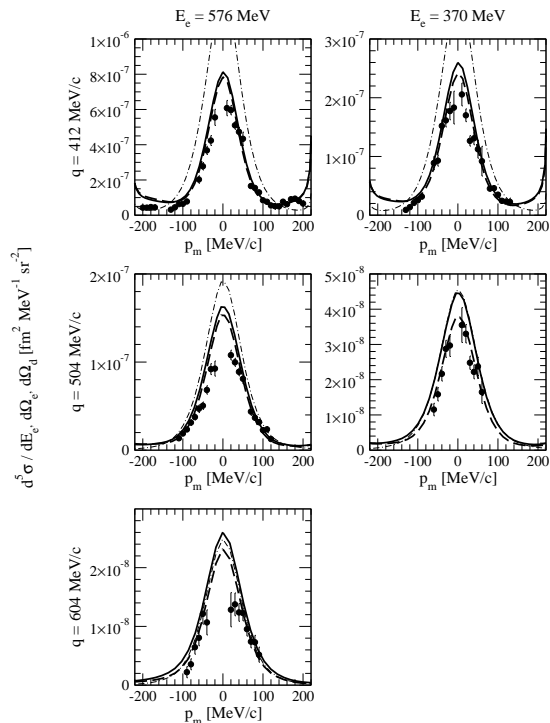 E_e = 576 MeV
E_e = 370 MeV
d⁵σ / dE_e' dΩ_e' dΩ_d [fm² MeV⁻¹ sr⁻²]
q = 412 MeV/c
1×10⁻⁶
8×10⁻⁷
6×10⁻⁷
4×10⁻⁷
2×10⁻⁷
0
-200 -100 0 100 200
p_m [MeV/c]
3×10⁻⁷
2×10⁻⁷
1×10⁻⁷
0
-200 -100 0 100 200
p_m [MeV/c]
q = 504 MeV/c
2×10⁻⁷
1×10⁻⁷
0
-200 -100 0 100 200
p_m [MeV/c]
5×10⁻⁸
4×10⁻⁸
3×10⁻⁸
2×10⁻⁸
1×10⁻⁸
0
-200 -100 0 100 200
p_m [MeV/c]
q = 604 MeV/c
2×10⁻⁸
1×10⁻⁸
0
-200 -100 0 100 200
p_m [MeV/c]